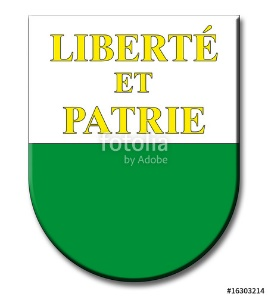 LIBERTÉ
ET
PATRIE
fotolia
by Adobe
#16303214